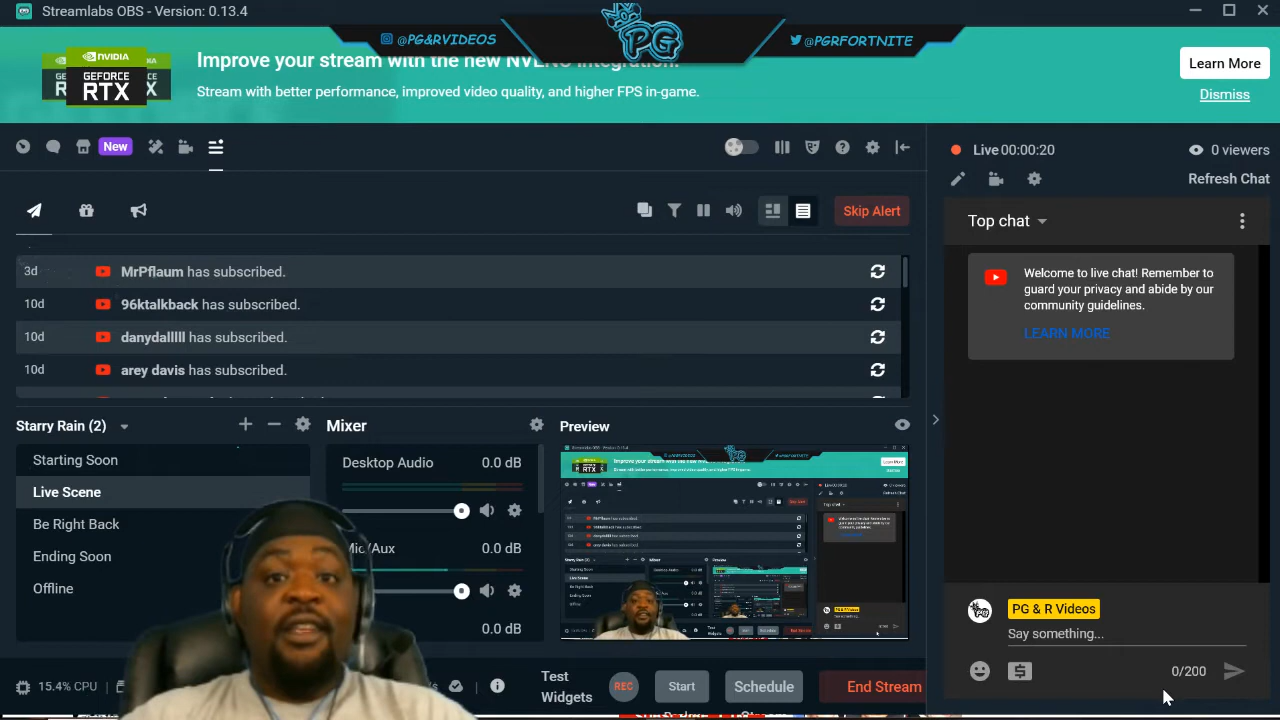 Streamlabs OBS - Version: 0.13.4
@PG&RVIDEOS
PG
@PGRFORTNITE
NVIDIA
GEFORCE
RTX
Improve your stream with the new NVENC integration!
Stream with better performance, improved video quality, and higher FPS in-game.
Learn More
Dismiss
New
Live 00:00:20
0 viewers
Refresh Chat
Skip Alert
Top chat
3d MrPflaum has subscribed.
10d 96ktalkback has subscribed.
10d danydalllll has subscribed.
10d arey davis has subscribed.
Welcome to live chat! Remember to
guard your privacy and abide by our
community guidelines.
LEARN MORE
Starry Rain (2)
Starting Soon
Live Scene
Be Right Back
Ending Soon
Offline
Mixer
Desktop Audio 0.0 dB
Mic/Aux 0.0 dB
0.0 dB
Preview
PG & R Videos
Say something...
0/200
15.4% CPU
Test
Widgets
REC
Start
Schedule
End Stream